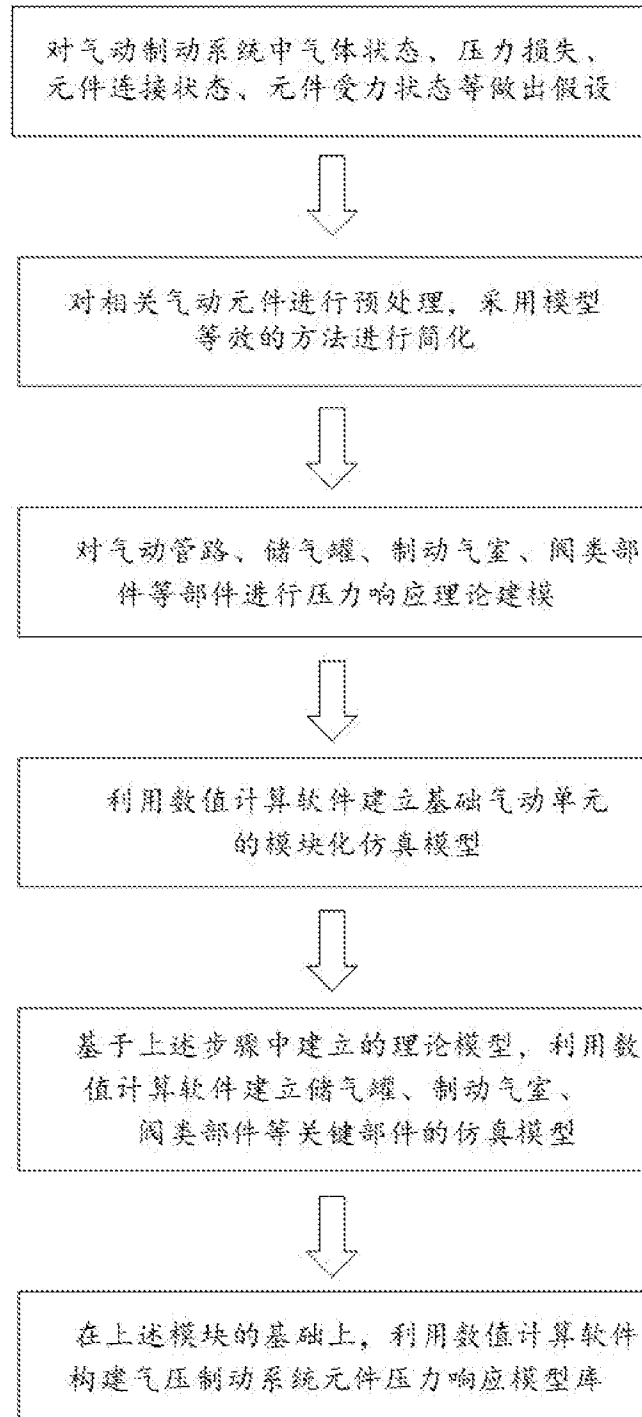 对气动制动系统中气体状态、压力损失、
元件连接状态、元件受力状态等做出假设
对相关气动元件进行预处理，采用模型
等效的方法进行简化
对气动管路、储气罐、制动气室、阀类部
件等部件进行压力响应理论建模
利用数值计算软件建立基础气动单元
的模块化仿真模型
基于上述步骤中建立的理论模型，利用数
值计算软件建立储气罐、制动气室、
阀类部件等关键部件的仿真模型
在上述模块的基础上，利用数值计算软件
构建气压制动系统元件压力响应模型库